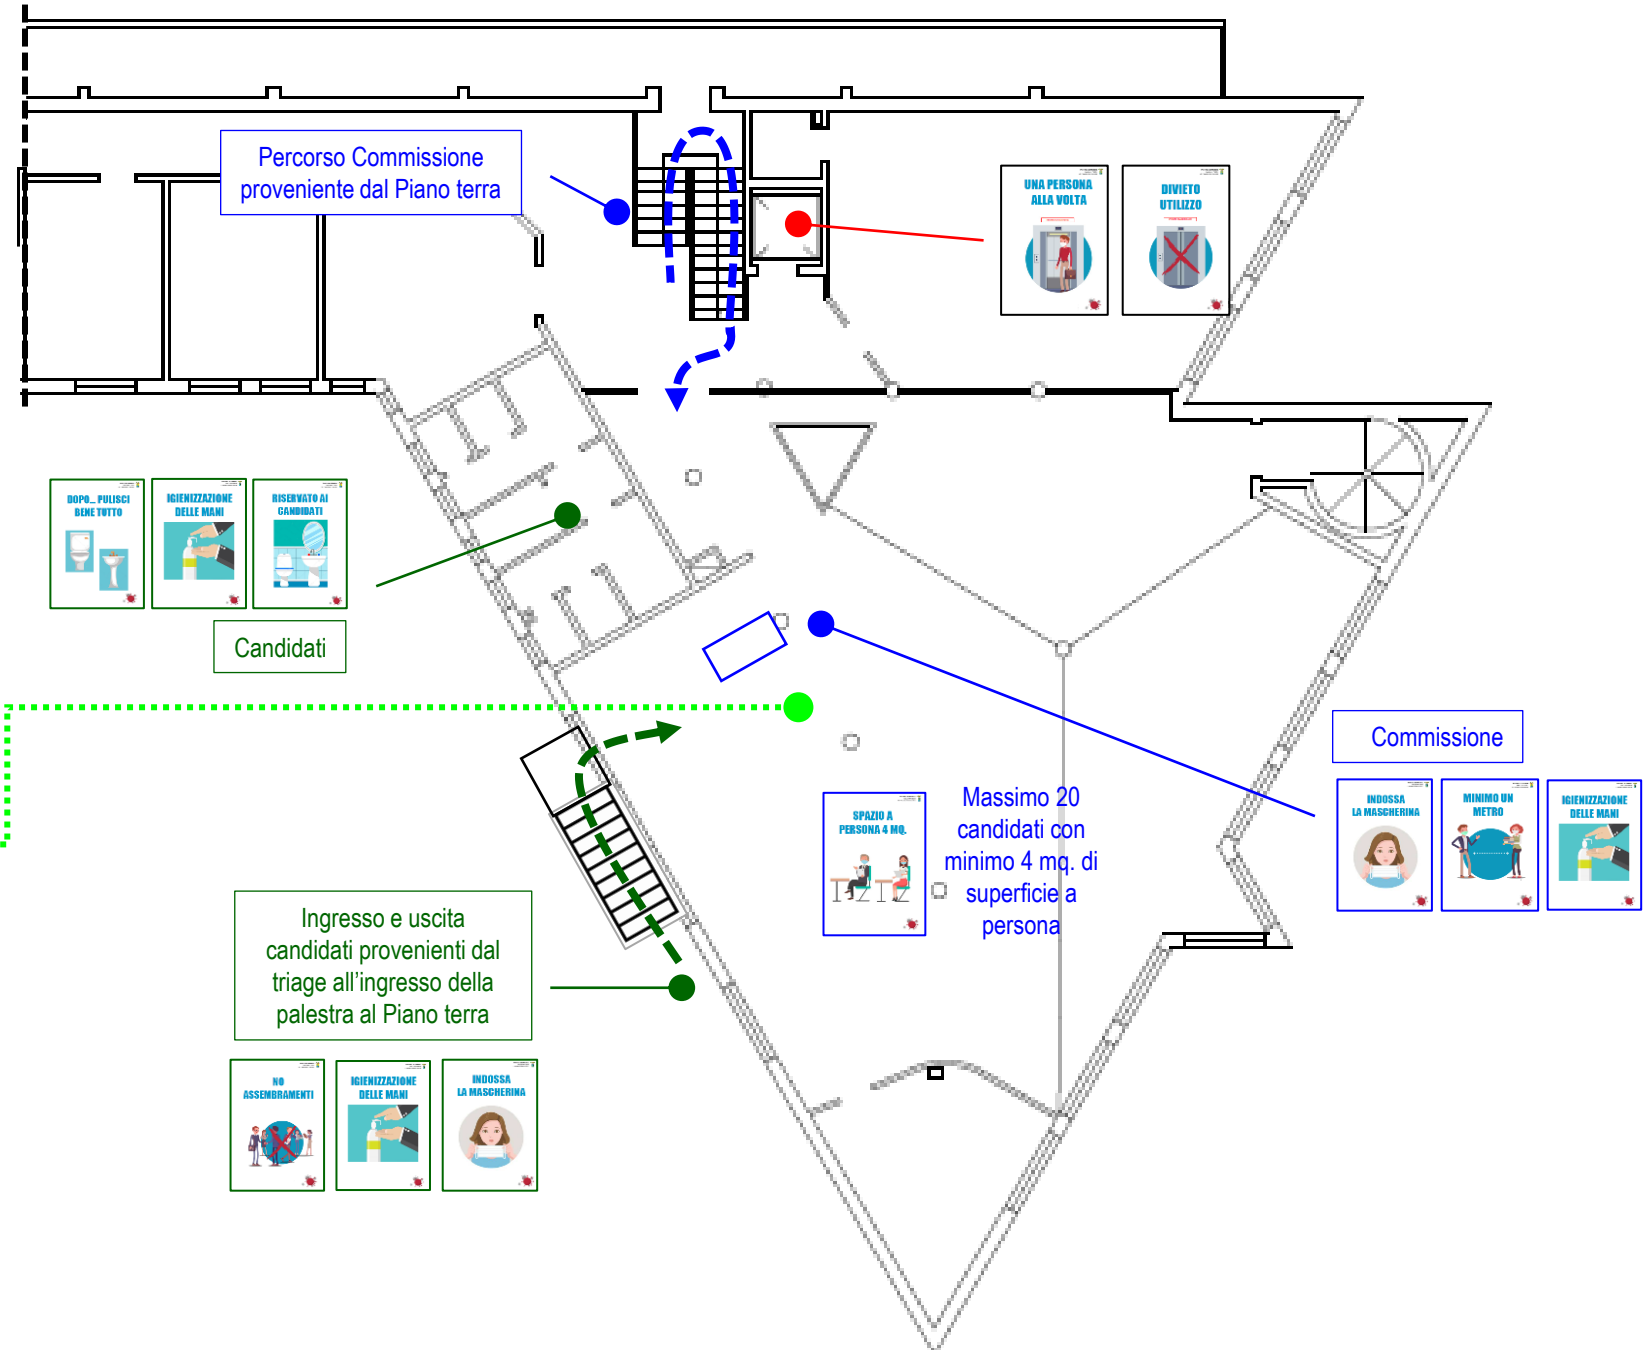 Percorso Commissione
proveniente dal Piano terra
UNA PERSONA
ALLA VOLTA
DIVIETO
UTILIZZO
DOPO... PULISCI
BENE TUTTO
IGIENIZZAZIONE
DELLE MANI
RISERVATO AI
CANDIDATI
Candidati
Commissione
INDOSSA
LA MASCHERINA
MINIMO UN
METRO
IGIENIZZAZIONE
DELLE MANI
SPAZIO A
PERSONA 4 MQ.
Massimo 20
candidati con
minimo 4 mq. di
superficie a
persona
Ingresso e uscita
candidati provenienti dal
triage all'ingresso della
palestra al Piano terra
NO
ASSEMBRAMENTI
IGIENIZZAZIONE
DELLE MANI
INDOSSA
LA MASCHERINA